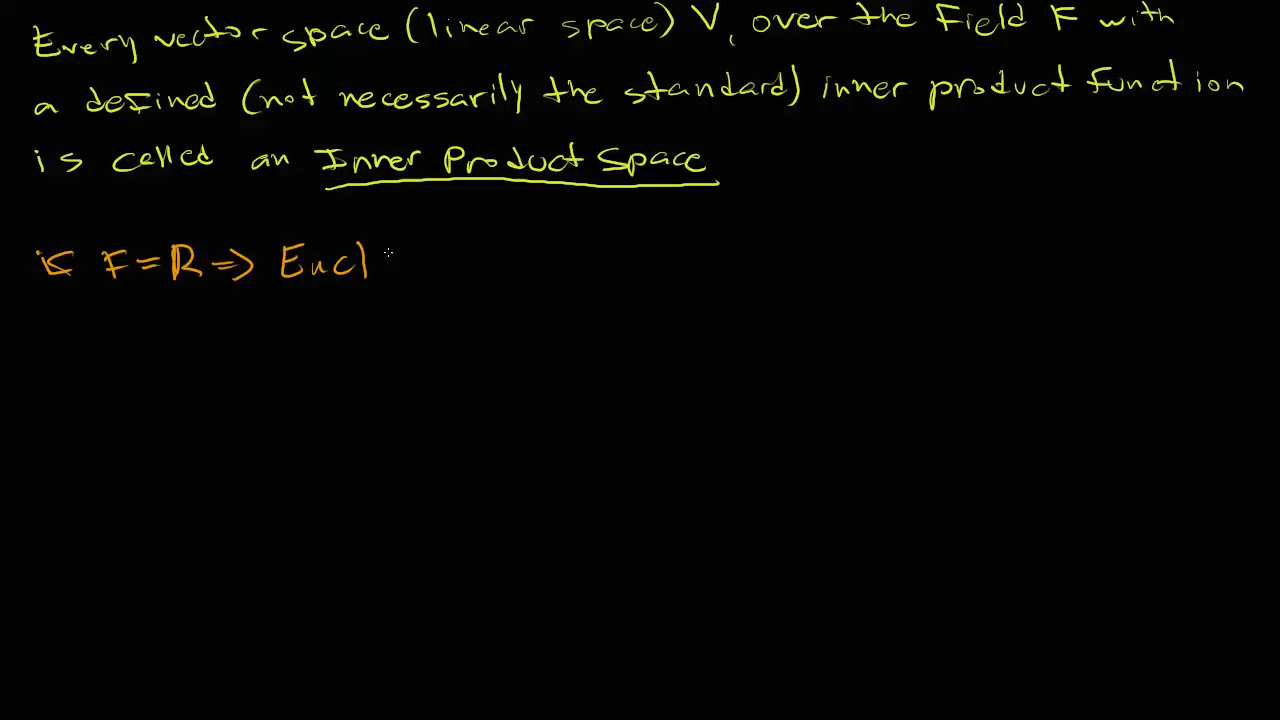 Every vector space (linear space) V, over the Field F with
a defined (not necessarily the standard) inner product function
is called an Inner Product Space
if F=ℝ => Eucl